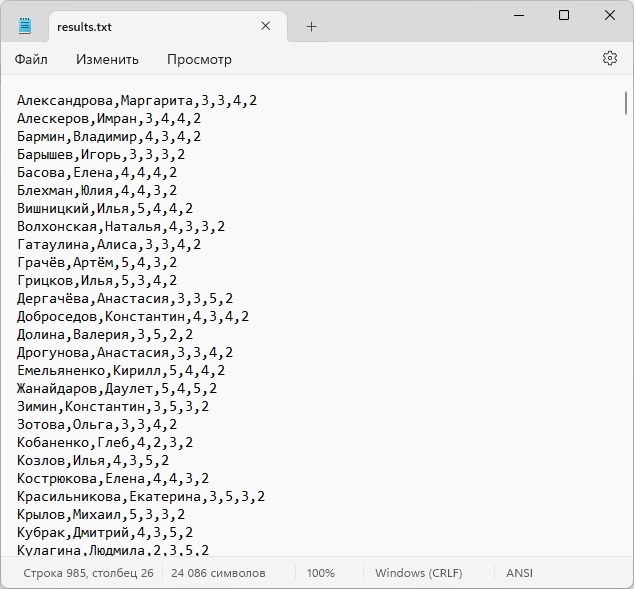 results.txt
Файл Изменить Просмотр
Александрова,Маргарита,3,3,4,2
Алескеров,Имран,3,4,4,2
Бармин,Владимир,4,3,4,2
Барышев,Игорь,3,3,3,2
Басова,Елена,4,4,4,2
Блехман,Юлия,4,4,3,2
Вишницкий,Илья,5,4,4,2
Волхонская,Наталья,4,3,3,2
Гатаулина,Алиса,3,3,4,2
Грачёв,Артём,5,4,3,2
Грицков,Илья,5,3,4,2
Дергачёва,Анастасия,3,3,5,2
Доброседов,Константин,4,3,4,2
Долина,Валерия,3,5,2,2
Дрогунова,Анастасия,3,3,4,2
Емельяненко,Кирилл,5,4,4,2
Жанайдаров,Даулет,5,4,5,2
Зимин,Константин,3,5,3,2
Зотова,Ольга,3,3,4,2
Кобаненко,Глеб,4,2,3,2
Козлов,Илья,4,3,5,2
Кострюкова,Елена,4,4,3,2
Красильникова,Екатерина,3,5,3,2
Крылов,Михаил,5,3,3,2
Кубрак,Дмитрий,4,3,5,2
Кулагина,Людмила,2,3,5,2
Строка 985, столбец 26 24 086 символов 100% Windows (CRLF) ANSI